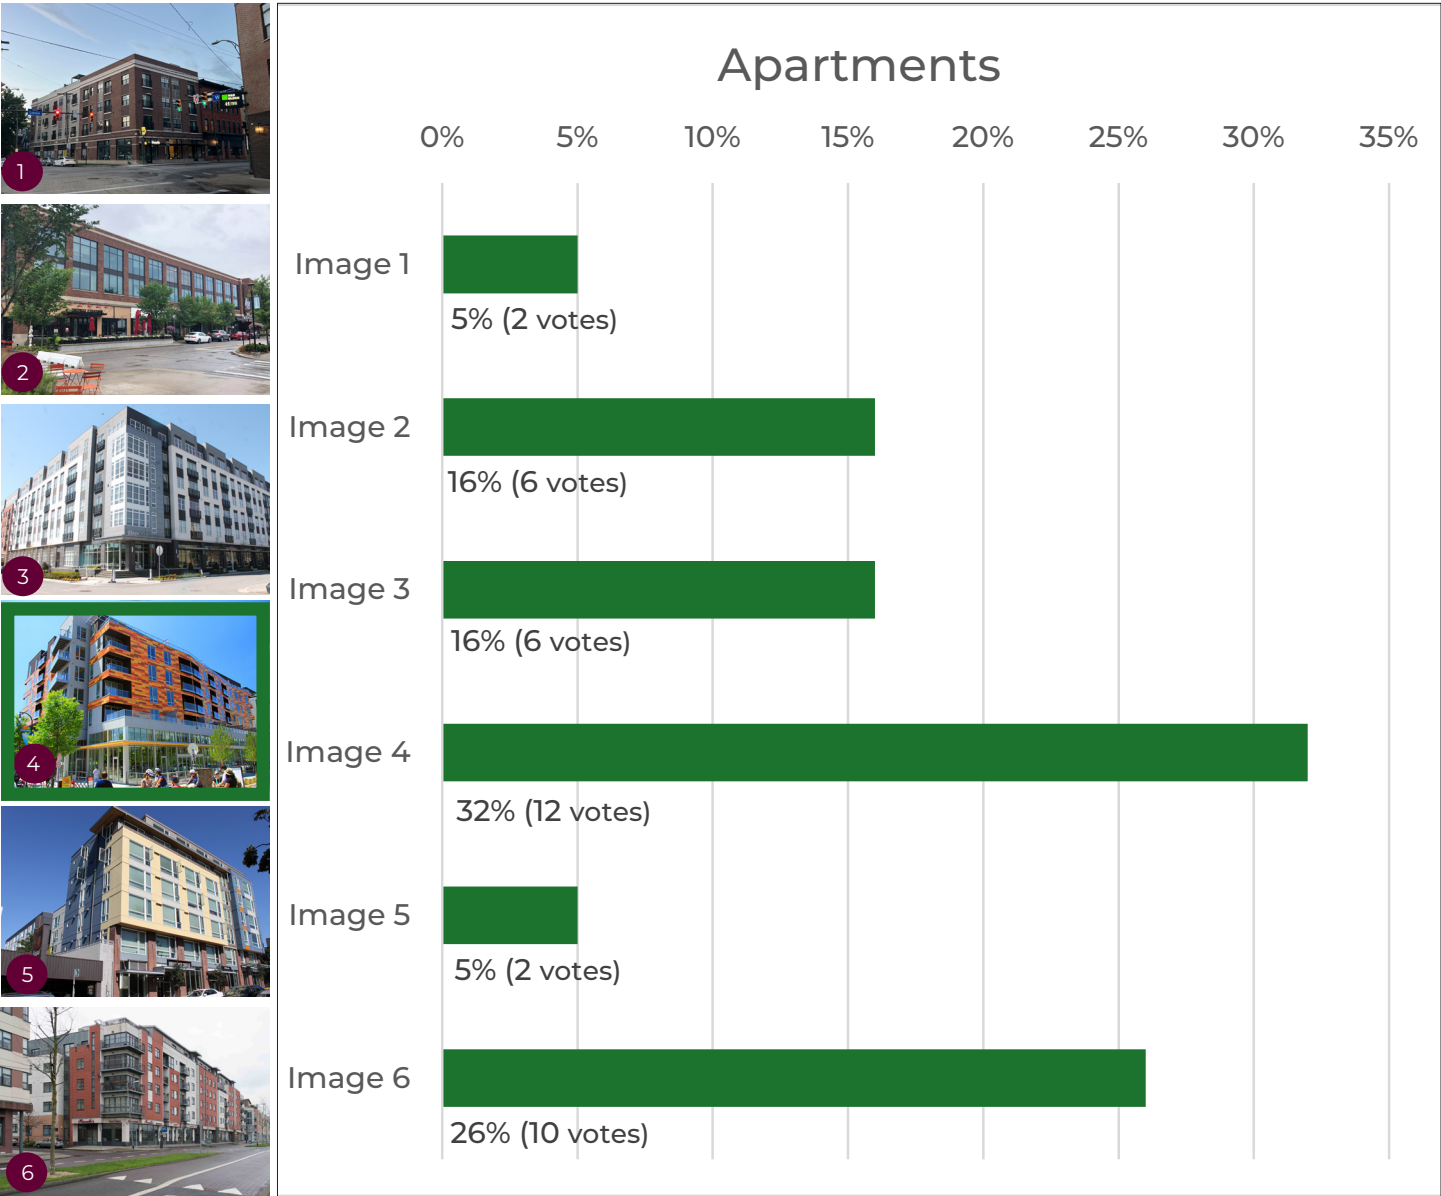 Apartments
0% 5% 10% 15% 20% 25% 30% 35%
1
Image 1
5% (2 votes)
2
Image 2
16% (6 votes)
3
Image 3
16% (6 votes)
4
Image 4
32% (12 votes)
5
Image 5
5% (2 votes)
6
Image 6
26% (10 votes)